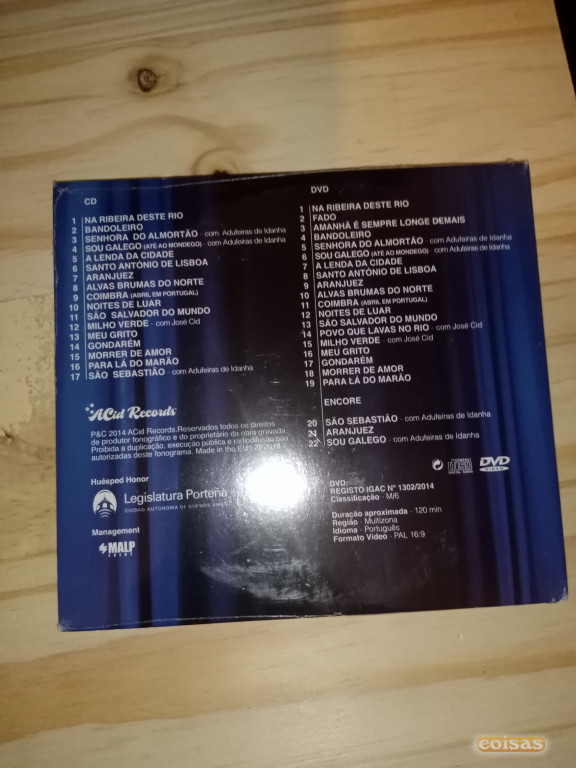 CD
1 NA RIBEIRA DESTE RIO
2 BANDOLEIRO
3 SENHORA DO ALMORTÃO - com Adufeiras de Idanha
4 SOU GALEGO (ATÉ AO MONDEGO) - com Adufeiras de Idanha
5 A LENDA DA CIDADE
6 SANTO ANTÓNIO DE LISBOA
7 ARANJUEZ
8 ALVAS BRUMAS DO NORTE
9 COIMBRA (ABRIL EM PORTUGAL)
10 NOITES DE LUAR
11 SÃO SALVADOR DO MUNDO
12 MILHO VERDE - com José Cid
13 MEU GRITO
14 GONDARÉM
15 MORRER DE AMOR
16 PARA LÁ DO MARÃO
17 SÃO SEBASTIÃO - com Adufeiras de Idanha
ACid Records
P&C 2014 ACid Records.Reservados todos os direitos
de produtor fonográfico e do proprietário da obra gravada.
Proibida a duplicação, execução pública e radiodifusão não
autorizadas deste fonograma. Made in the EU
Huésped Honor
Legislatura Porteña
CIUDAD AUTONOMA DE BUENOS
Management
MALP
DVD
1 NA RIBEIRA DESTE RIO
2 FADO
3 AMANHÃ É SEMPRE LONGE DEMAIS
4 BANDOLEIRO
5 SENHORA DO ALMORTÃO - com Adufeiras de Idanha
6 SOU GALEGO (ATÉ AO MONDEGO) - com Adufeiras de Idanha
7 A LENDA DA CIDADE
8 SANTO ANTÓNIO DE LISBOA
9 ARANJUEZ
10 ALVAS BRUMAS DO NORTE
11 COIMBRA (ABRIL EM PORTUGAL)
12 NOITES DE LUAR
13 SÃO SALVADOR DO MUNDO
14 POVO QUE LAVAS NO RIO - com José Cid
15 MILHO VERDE - com José Cid
16 MEU GRITO
17 GONDARÉM
18 MORRER DE AMOR
19 PARA LÁ DO MARÃO
ENCORE
20 SÃO SEBASTIÃO - com Adufeiras de Idanha
21 ARANJUEZ
22 SOU GALEGO - com Adufeiras de Idanha
DVD
VIDEO
DVD
REGISTO IGAC Nº 1302/2014
Classificação - M/6
Duração aproximada - 120 min
Região - Multizona
Idioma - Português
Formato Vídeo - PAL 16:9
coisas